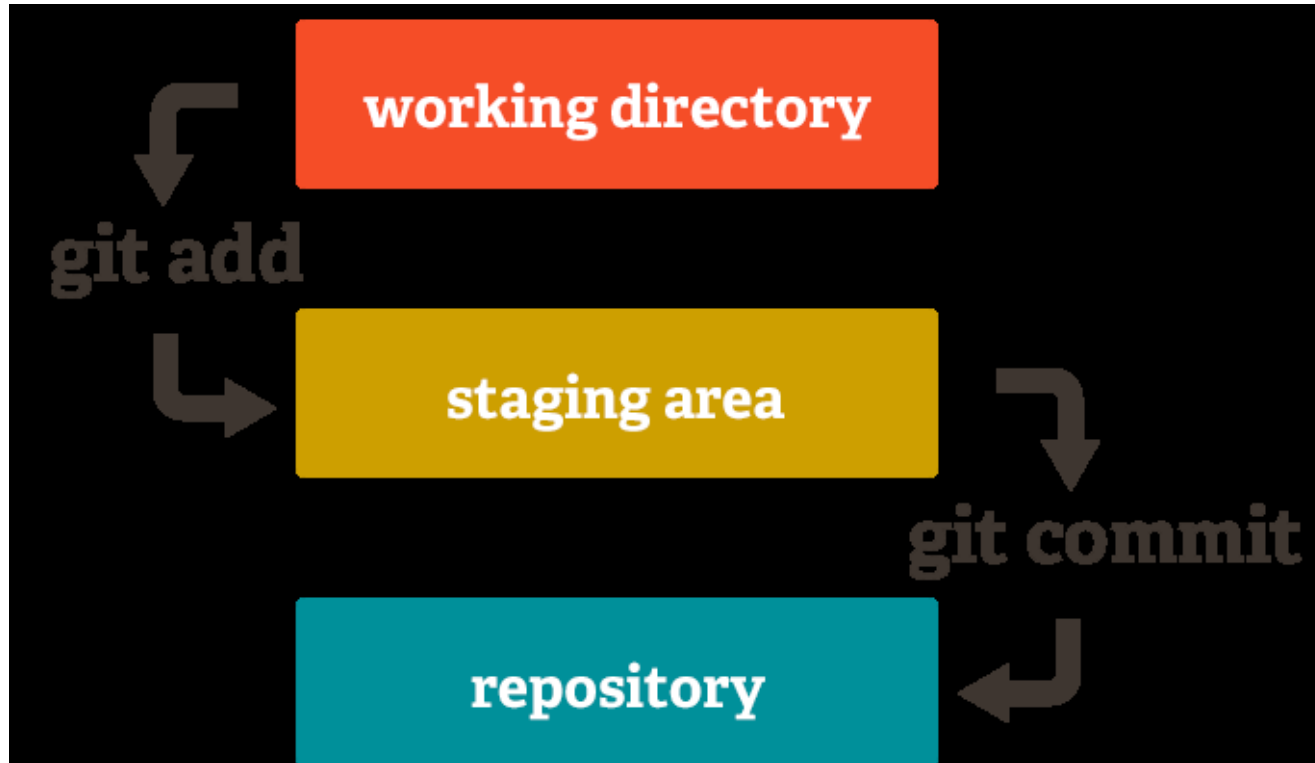 working directory
git add
staging area
git commit
repository